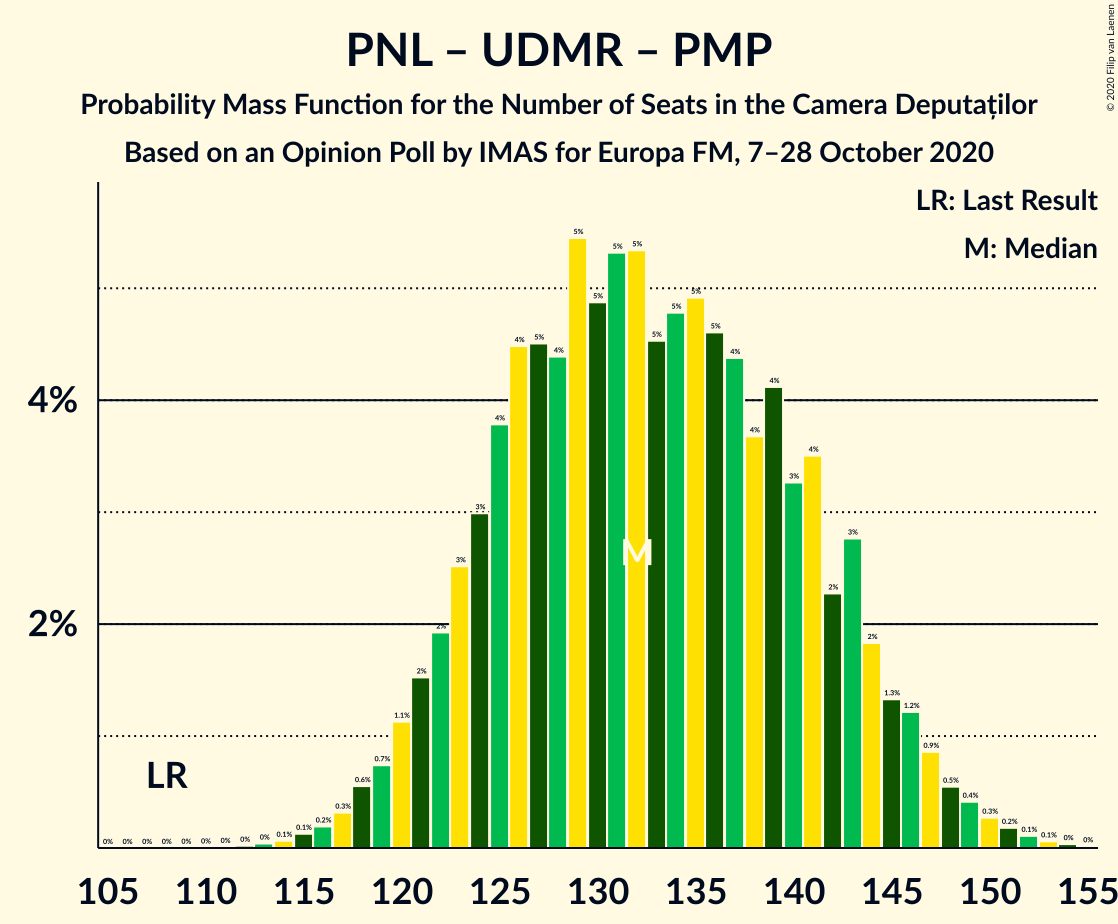 PNL – UDMR – PMP
Probability Mass Function for the Number of Seats in the Camera Deputaților
Based on an Opinion Poll by IMAS for Europa FM, 7–28 October 2020
© 2020 Filip van Laenen
LR: Last Result
M: Median
4%
2%
LR
M
0% 0% 0% 0% 0% 0% 0% 0% 0% 0.1% 0.1% 0.2% 0.3% 0.6% 0.7% 1.1% 2% 2% 3% 3% 4% 4% 5% 4% 5% 5% 5% 5% 5% 5% 5% 5% 4% 4% 4% 3% 4% 2% 3% 2% 1.3% 1.2% 0.9% 0.5% 0.4% 0.3% 0.2% 0.1% 0.1% 0% 0%
105 110 115 120 125 130 135 140 145 150 155